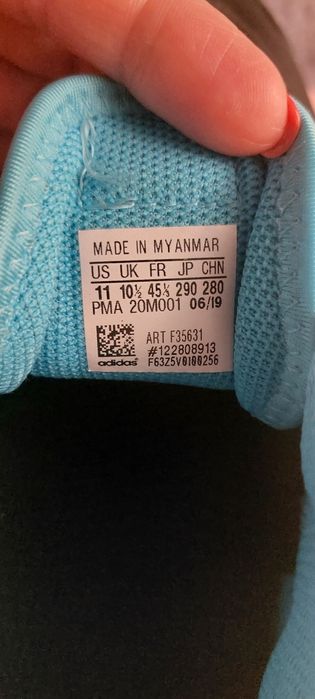 MADE IN MYANMAR
US UK FR JP CHN
11 10½ 45⅓ 290 280
PMA 20M001 06/19
ART F35631
#122808913
adidas F63Z5V0I00256